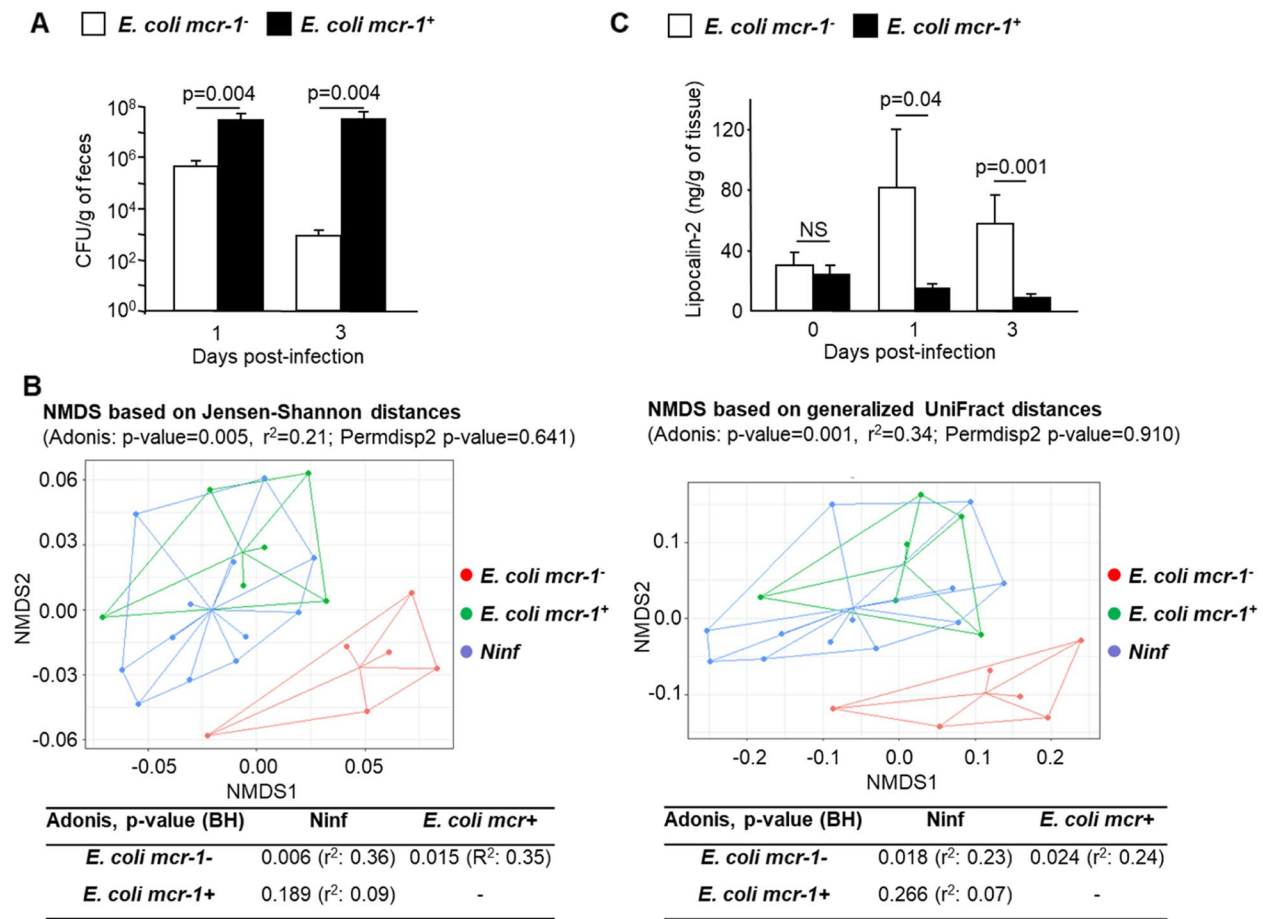 A
E. coli mcr-1⁻ E. coli mcr-1⁺
CFU/g of feces
p=0.004 p=0.004
10⁸
10⁶
10⁴
10²
10⁰
1 3
Days post-infection
C
E. coli mcr-1⁻ E. coli mcr-1⁺
Lipocalin-2 (ng/g of tissue)
p=0.04
p=0.001
NS
120
80
40
0
0 1 3
Days post-infection
B
NMDS based on Jensen-Shannon distances
(Adonis: p-value=0.005, r²=0.21; Permdisp2 p-value=0.641)
NMDS2
0.06
0.03
0.00
-0.03
-0.06
-0.05 0.00 0.05
NMDS1
E. coli mcr-1⁻
E. coli mcr-1⁺
Ninf
Adonis, p-value (BH) Ninf E. coli mcr+
E. coli mcr-1- 0.006 (r²: 0.36) 0.015 (R²: 0.35)
E. coli mcr-1+ 0.189 (r²: 0.09) -
NMDS based on generalized UniFract distances
(Adonis: p-value=0.001, r²=0.34; Permdisp2 p-value=0.910)
NMDS2
0.1
0.0
-0.1
-0.2 -0.1 0.0 0.1 0.2
NMDS1
E. coli mcr-1⁻
E. coli mcr-1⁺
Ninf
Adonis, p-value (BH) Ninf E. coli mcr+
E. coli mcr-1- 0.018 (r²: 0.23) 0.024 (r²: 0.24)
E. coli mcr-1+ 0.266 (r²: 0.07) -